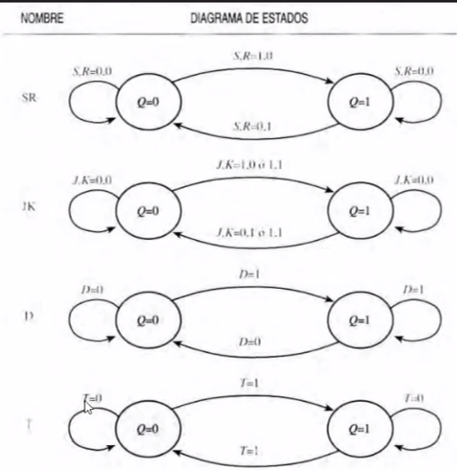 NOMBRE DIAGRAMA DE ESTADOS
S,R=1,0
S,R=0,0 S,R=0,0
SR Q=0 Q=1
S,R=0,1
J,K=1,0 ó 1,1
J,K=0,0 J,K=0,0
JK Q=0 Q=1
J,K=0,1 ó 1,1
D=1
D=0 D=1
D Q=0 Q=1
D=0
T=1
T=0 T=0
T Q=0 Q=1
T=1